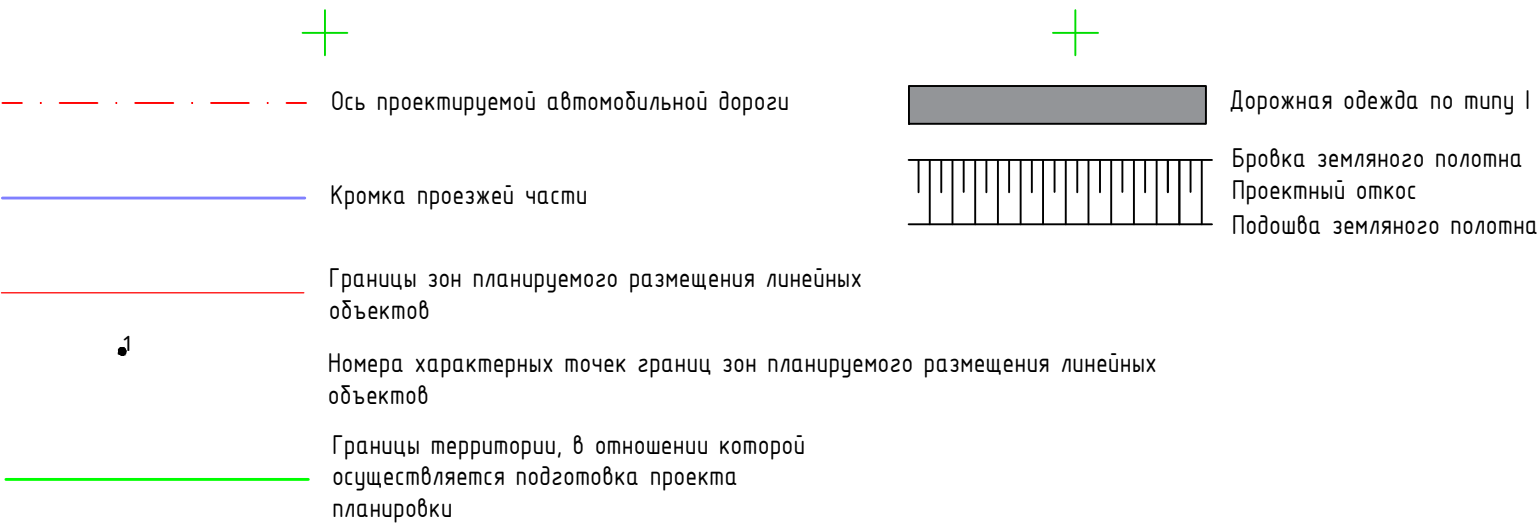 Ось проектируемой автомобильной дороги
Кромка проезжей части
Границы зон планируемого размещения линейных
объектов
1
Номера характерных точек границ зон планируемого размещения линейных
объектов
Границы территории, в отношении которой
осуществляется подготовка проекта
планировки
Дорожная одежда по типу I
Бровка земляного полотна
Проектный откос
Подошва земляного полотна